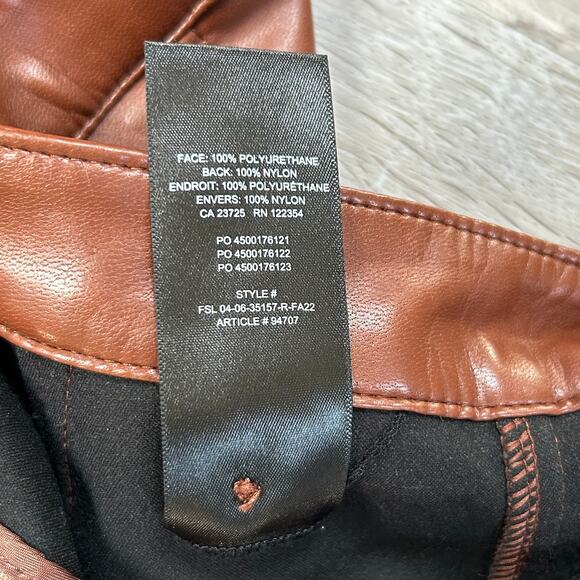 FACE: 100% POLYURETHANE
BACK: 100% NYLON
ENDROIT: 100% POLYURÉTHANE
ENVERS: 100% NYLON
CA 23725 RN 122354
PO 4500176121
PO 4500176122
PO 4500176123
STYLE #
FSL 04-06-35157-R-FA22
ARTICLE # 94707